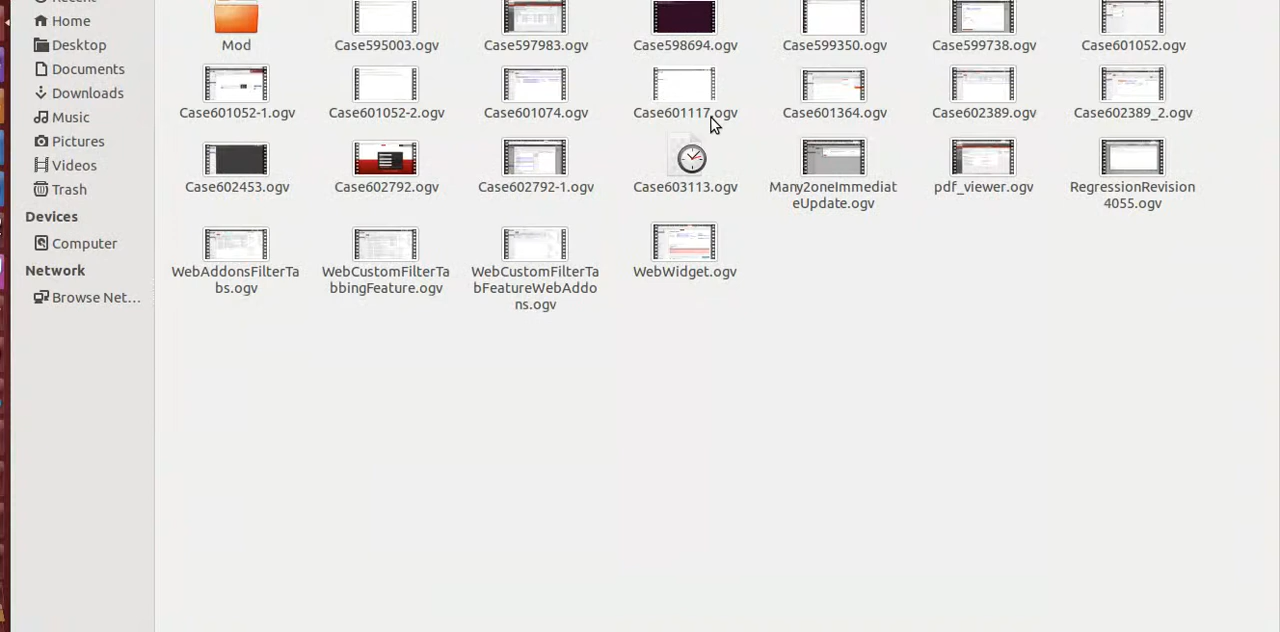 Recent
Home
Desktop
Documents
Downloads
Music
Pictures
Videos
Trash
Devices
Computer
Network
Browse Net...
Mod
Case595003.ogv
Case597983.ogv
Case598694.ogv
Case599350.ogv
Case599738.ogv
Case601052.ogv
Case601052-1.ogv
Case601052-2.ogv
Case601074.ogv
Case601117.ogv
Case601364.ogv
Case602389.ogv
Case602389_2.ogv
Case602453.ogv
Case602792.ogv
Case602792-1.ogv
Case603113.ogv
Many2oneImmediat
eUpdate.ogv
pdf_viewer.ogv
RegressionRevision
4055.ogv
WebAddonsFilterTa
bs.ogv
WebCustomFilterTa
bbingFeature.ogv
WebCustomFilterTa
bFeatureWebAddo
ns.ogv
WebWidget.ogv